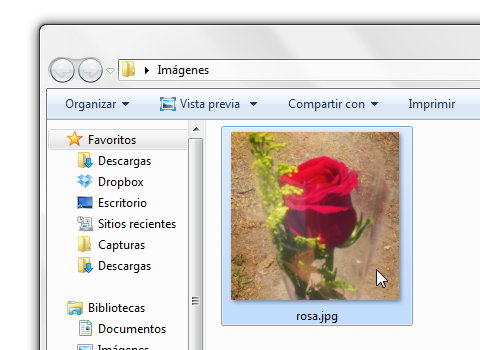 Imágenes
Organizar Vista previa Compartir con Imprimir
Favoritos
Descargas
Dropbox
Escritorio
Sitios recientes
Capturas
Descargas
Bibliotecas
Documentos
Imágenes
rosa.jpg